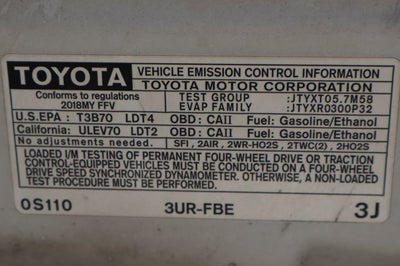 TOYOTA VEHICLE EMISSION CONTROL INFORMATION
TOYOTA MOTOR CORPORATION
Conforms to regulations
2018MY FFV
TEST GROUP :JTYXT05.7M58
EVAP FAMILY :JTYXR0300P32
U.S.EPA : T3B70 LDT4 OBD: CAII Fuel: Gasoline/Ethanol
California: ULEV70 LDT2 OBD: CAII Fuel: Gasoline/Ethanol
No adjustments needed. SFI, 2AIR, 2WR-HO2S, 2TWC(2), 2HO2S
LOADED I/M TESTING OF PERMANENT FOUR-WHEEL DRIVE OR TRACTION
CONTROL-EQUIPPED VEHICLES MUST BE CONDUCTED ON A FOUR-WHEEL
DRIVE SPEED SYNCHRONIZED DYNAMOMETER. OTHERWISE, A NON-LOADED
TEST PROCEDURE MUST BE USED.
0S110 3UR-FBE 3J